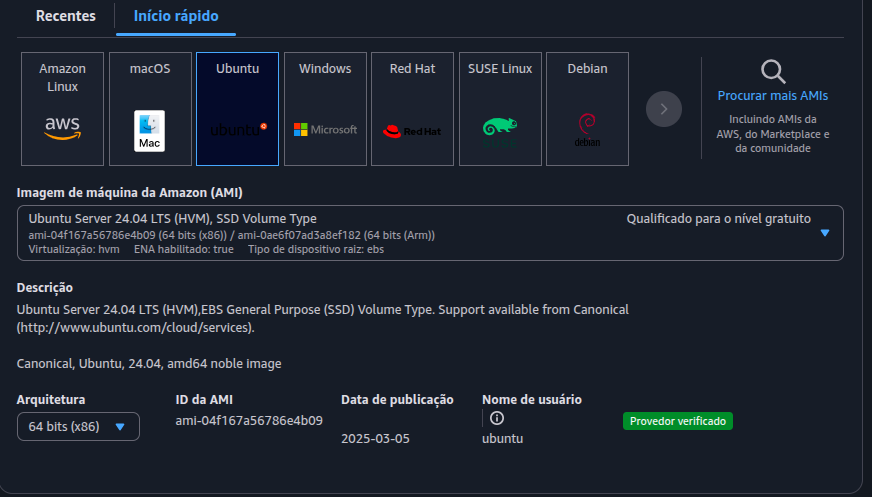 Recentes
Início rápido
Amazon Linux
macOS
Ubuntu
Windows
Red Hat
SUSE Linux
Debian
aws
Mac
ubuntu
Microsoft
Red Hat
debian
Procurar mais AMIs
Incluindo AMIs da
AWS, do Marketplace e
da comunidade
Imagem de máquina da Amazon (AMI)
Ubuntu Server 24.04 LTS (HVM), SSD Volume Type
Qualificado para o nível gratuito
ami-04f167a56786e4b09 (64 bits (x86)) / ami-0ae6f07ad3a8ef182 (64 bits (Arm))
Virtualização: hvm ENA habilitado: true Tipo de dispositivo raiz: ebs
Descrição
Ubuntu Server 24.04 LTS (HVM),EBS General Purpose (SSD) Volume Type. Support available from Canonical
(http://www.ubuntu.com/cloud/services).
Canonical, Ubuntu, 24.04, amd64 noble image
Arquitetura
ID da AMI
Data de publicação
Nome de usuário
64 bits (x86)
ami-04f167a56786e4b09
2025-03-05
ubuntu
Provedor verificado